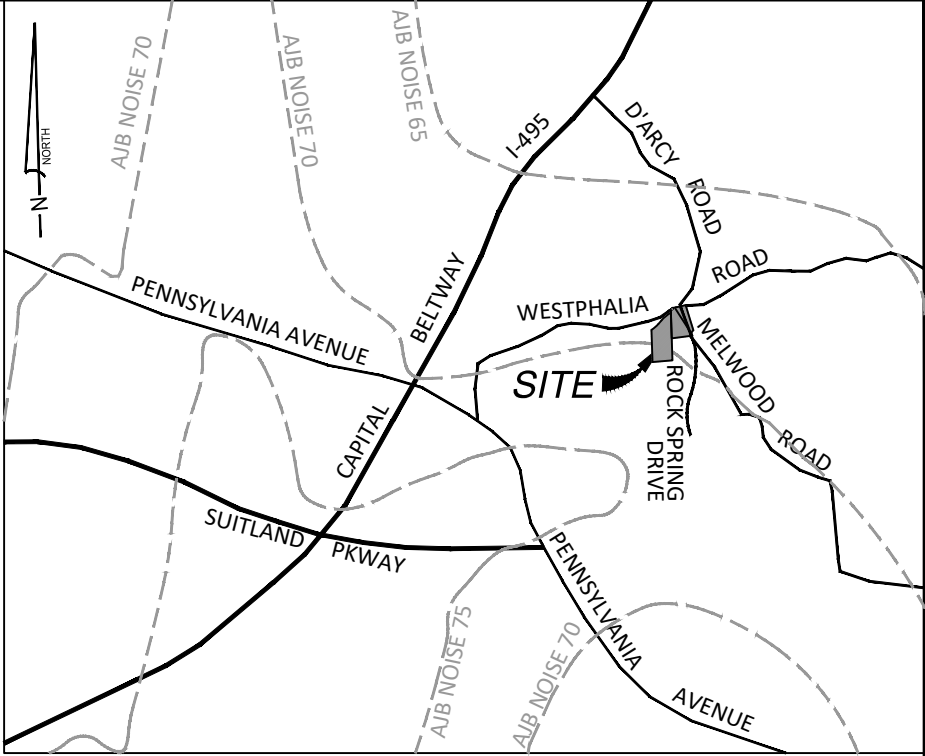 AJB NOISE 70
AJB NOISE 70
AJB NOISE 65
NORTH
N
I-495
D'ARCY
ROAD
ROAD
BELTWAY
WESTPHALIA
PENNSYLVANIA AVENUE
MELWOOD
ROAD
SITE
ROCK SPRING
DRIVE
CAPITAL
SUITLAND
PKWAY
PENNSYLVANIA
AVENUE
AJB NOISE 75
AJB NOISE 70